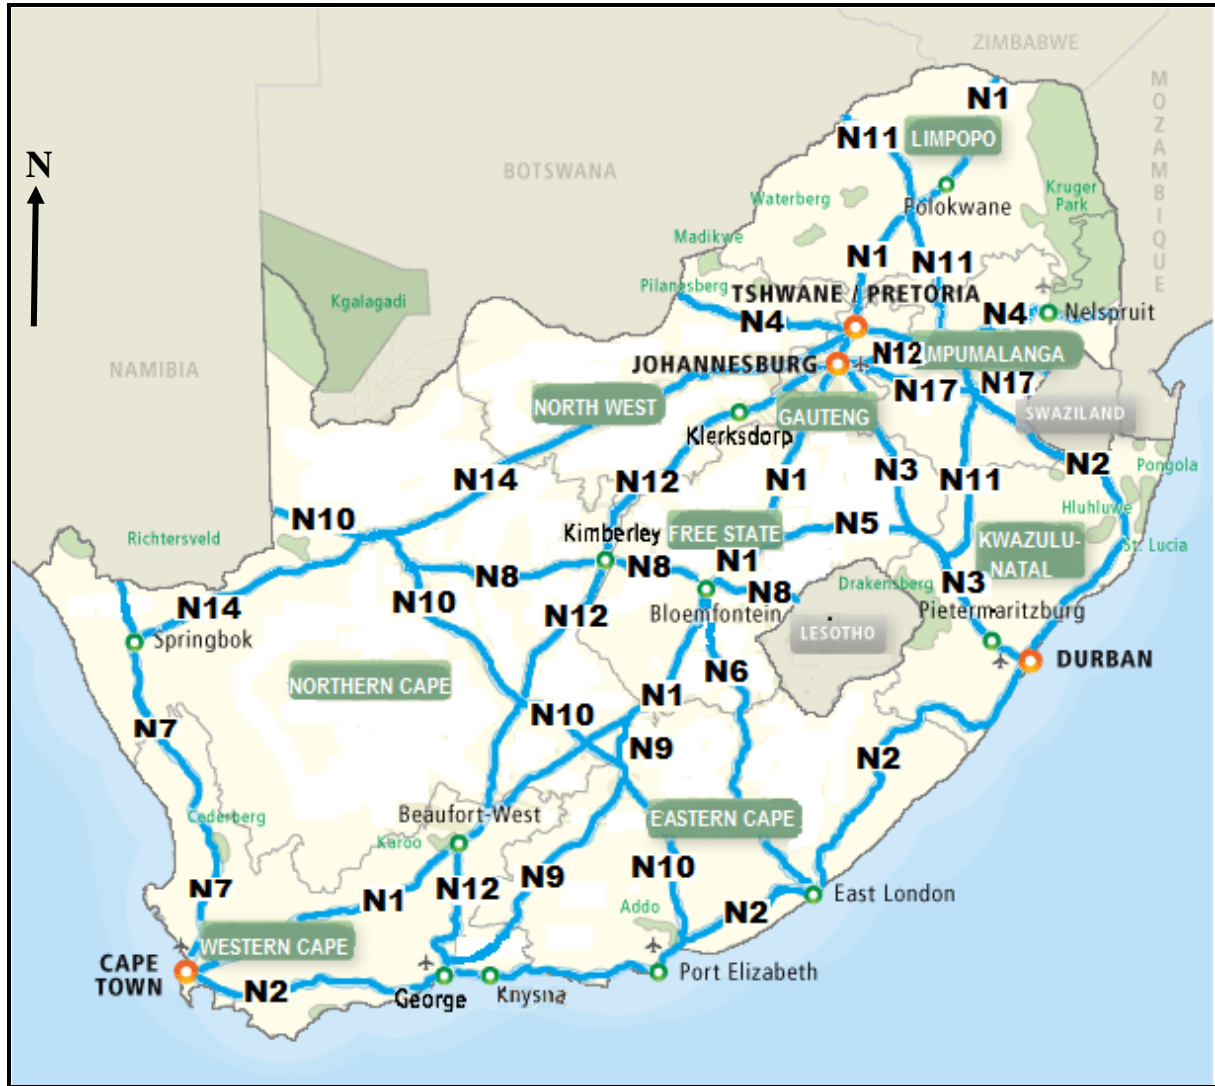 ZIMBABWE
N1
MOZAMBIQUE
N11
LIMPOPO
N
BOTSWANA
Kruger
Park
Waterberg
Polokwane
Madikwe
N1
N11
Pilanesberg
TSHWANE / PRETORIA
Kgalagadi
N4
N4
Nelspruit
NAMIBIA
JOHANNESBURG
N12
MPUMALANGA
N17
N17
NORTH WEST
GAUTENG
SWAZILAND
Klerksdorp
N14
N12
N1
N3
N11
N2
Pongola
Hluhluwe
N10
Richtersveld
Kimberley
FREE STATE
N5
KWAZULU-
NATAL
St. Lucia
N8
N8
N1
N8
Drakensberg
N3
N14
N10
N12
Bloemfontein
Pietermaritzburg
Springbok
LESOTHO
DURBAN
NORTHERN CAPE
N6
N1
N7
N10
N9
N2
Beaufort-West
EASTERN CAPE
Cederberg
Karoo
N7
N1
N12
N9
N10
East London
Addo
N2
WESTERN CAPE
CAPE
TOWN
N2
George
Knysna
Port Elizabeth